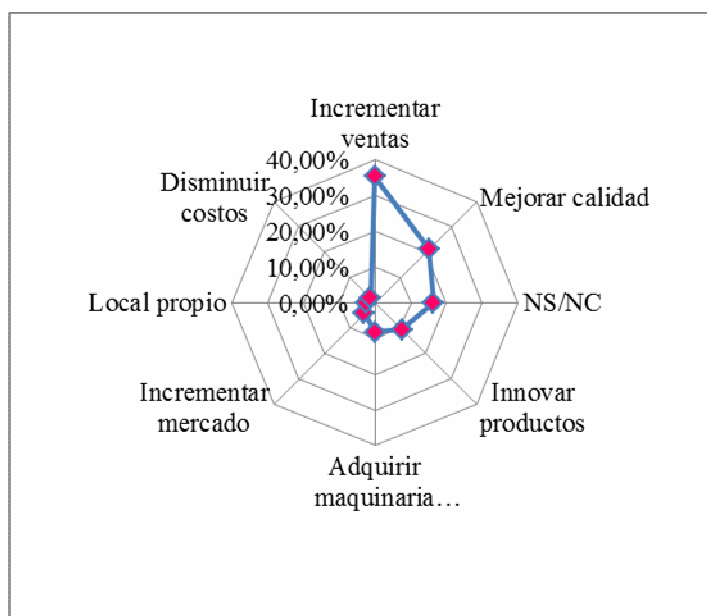 Incrementar
ventas
40,00%
30,00%
20,00%
10,00%
0,00%
Mejorar calidad
NS/NC
Innovar
productos
Adquirir
maquinaria…
Incrementar
mercado
Local propio
Disminuir
costos